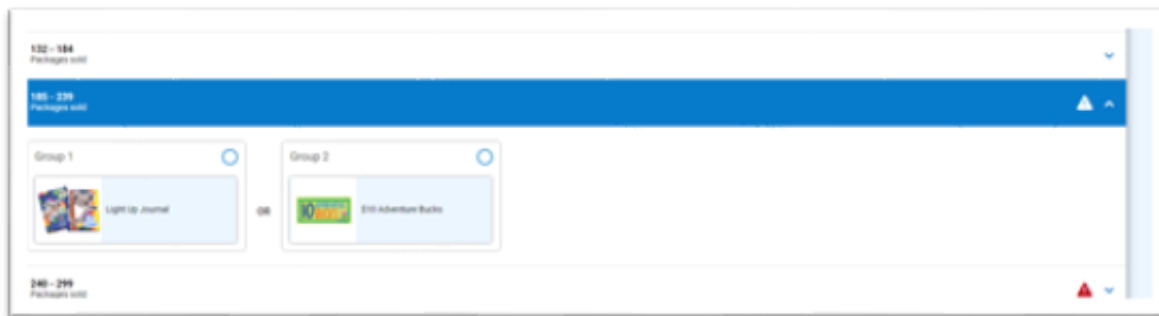 132 - 184
Packages sold
185 - 239
Packages sold
Group 1
Light Up Journal
OR
Group 2
10
$10 Adventure Bucks
240 - 299
Packages sold